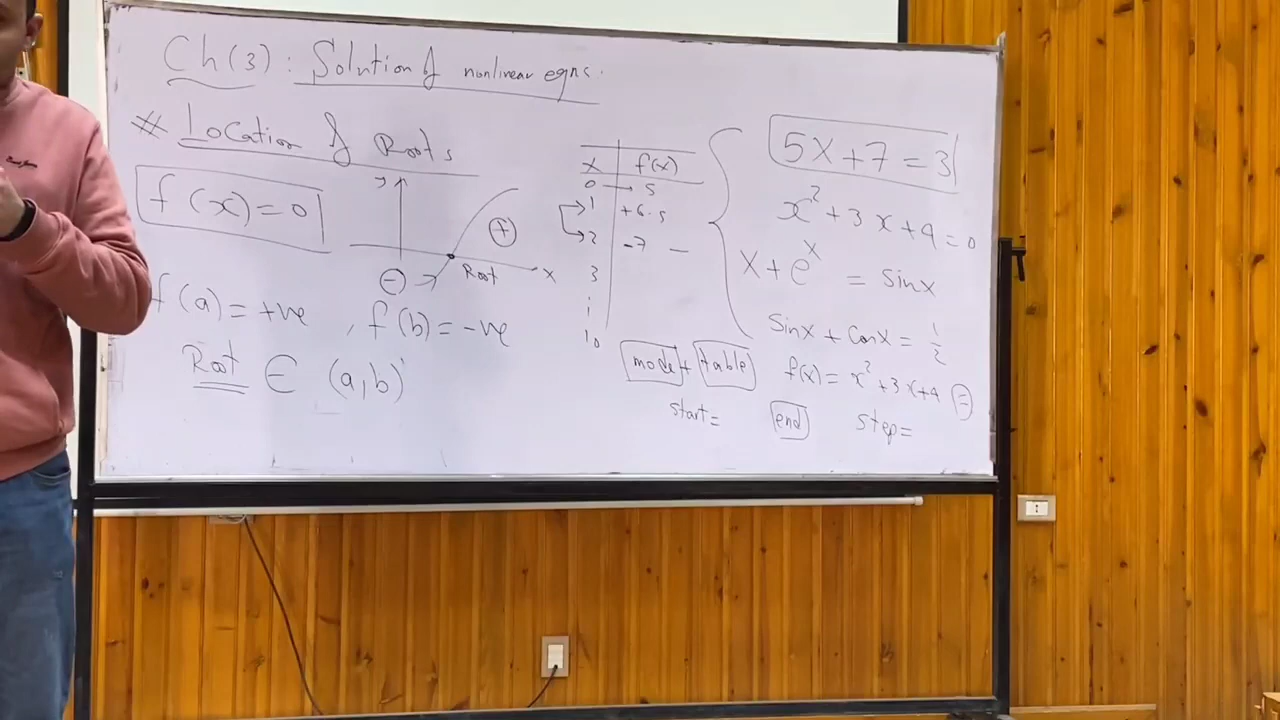 Ch(3): Solution of nonlinear eqns.
# Location of Roots
f(x)=0
y
+
-
Root
x
f(a)=+ve , f(b)=-ve
Root ∈ (a,b)
x f(x)
0 → 5
1 +6.5
2 -7 -
3
10
mode + table
start= end step=
5x+7=3
x²+3x+4=0
x+eˣ = sinx
Sinx + Cosx = 1/2
f(x)= x²+3x+4 =